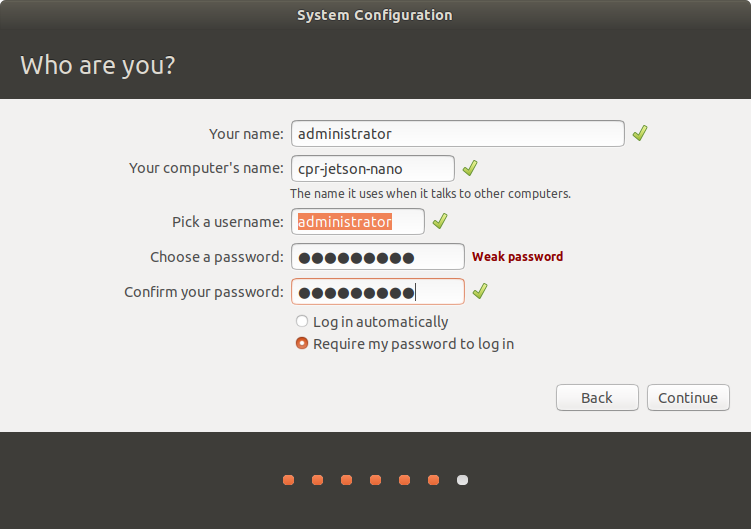 System Configuration
Who are you?
Your name: administrator
Your computer's name: cpr-jetson-nano
The name it uses when it talks to other computers.
Pick a username: administrator
Choose a password: ●●●●●●●●● Weak password
Confirm your password: ●●●●●●●●●
Log in automatically
Require my password to log in
Back Continue